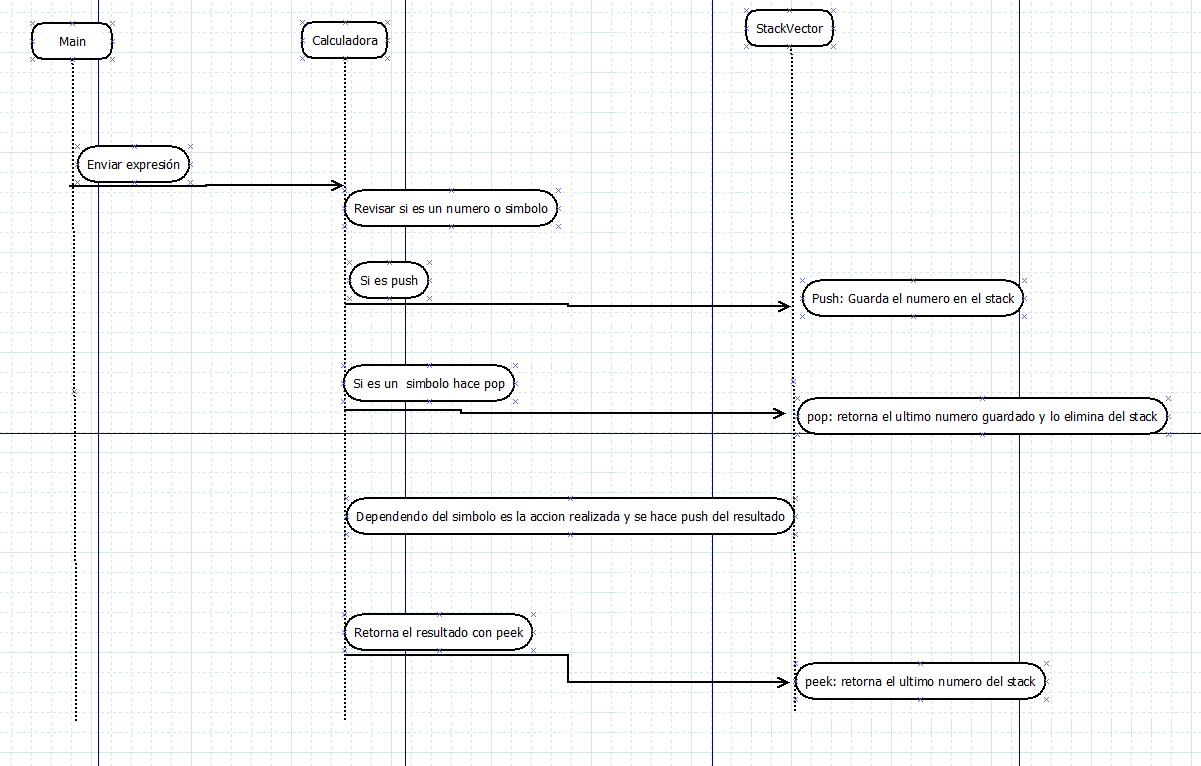 Main
Calculadora
StackVector
Enviar expresión
Revisar si es un numero o simbolo
Si es push
Push: Guarda el numero en el stack
Si es un simbolo hace pop
pop: retorna el ultimo numero guardado y lo elimina del stack
Dependendo del simbolo es la accion realizada y se hace push del resultado
Retorna el resultado con peek
peek: retorna el ultimo numero del stack